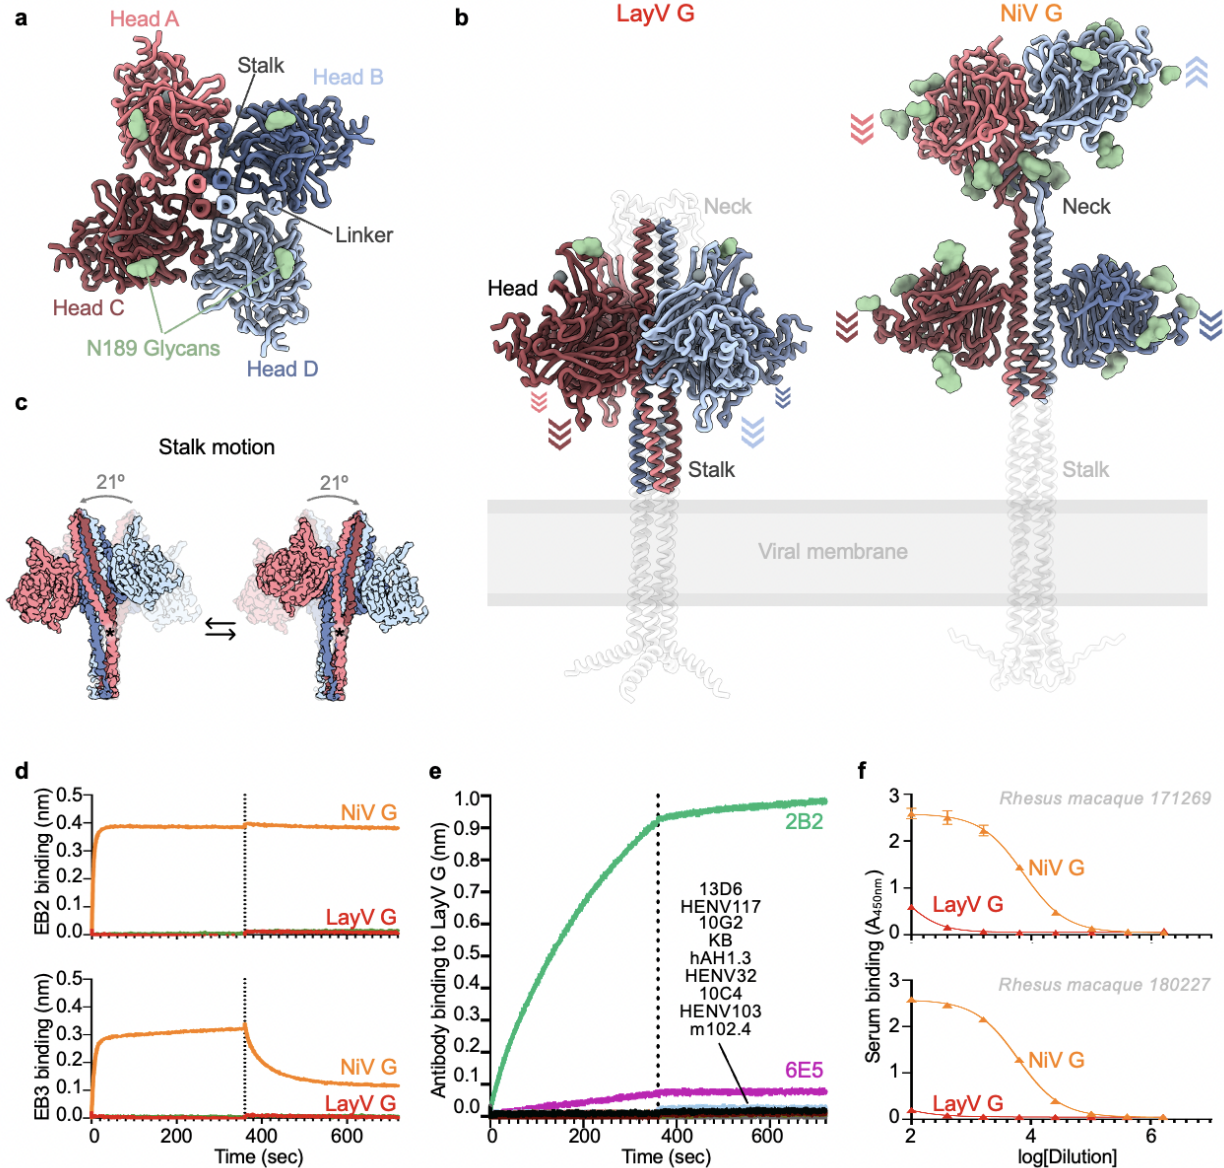 a
Head A
Stalk
Head B
Linker
Head C
N189 Glycans
Head D
b
LayV G
NiV G
Neck
Head
Neck
Stalk
Stalk
Viral membrane
c
Stalk motion
21º
21º
*
*
d
EB2 binding (nm)
0.5
0.4
0.3
0.2
0.1
0.0
NiV G
LayV G
EB3 binding (nm)
0.5
0.4
0.3
0.2
0.1
0.0
NiV G
LayV G
0
200
400
600
Time (sec)
e
Antibody binding to LayV G (nm)
1.0
0.9
0.8
0.7
0.6
0.5
0.4
0.3
0.2
0.1
0.0
2B2
13D6
HENV117
10G2
KB
hAH1.3
HENV32
10C4
HENV103
m102.4
6E5
0
200
400
600
Time (sec)
f
Serum binding (A450nm)
Rhesus macaque 171269
3
2
1
0
NiV G
LayV G
Rhesus macaque 180227
3
2
1
0
NiV G
LayV G
2
4
6
log[Dilution]